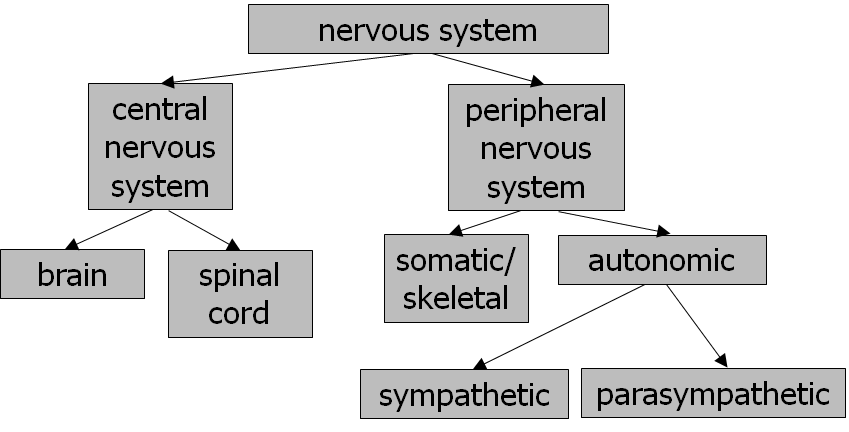 nervous system
central
nervous
system
peripheral
nervous
system
brain
spinal
cord
somatic/
skeletal
autonomic
sympathetic
parasympathetic